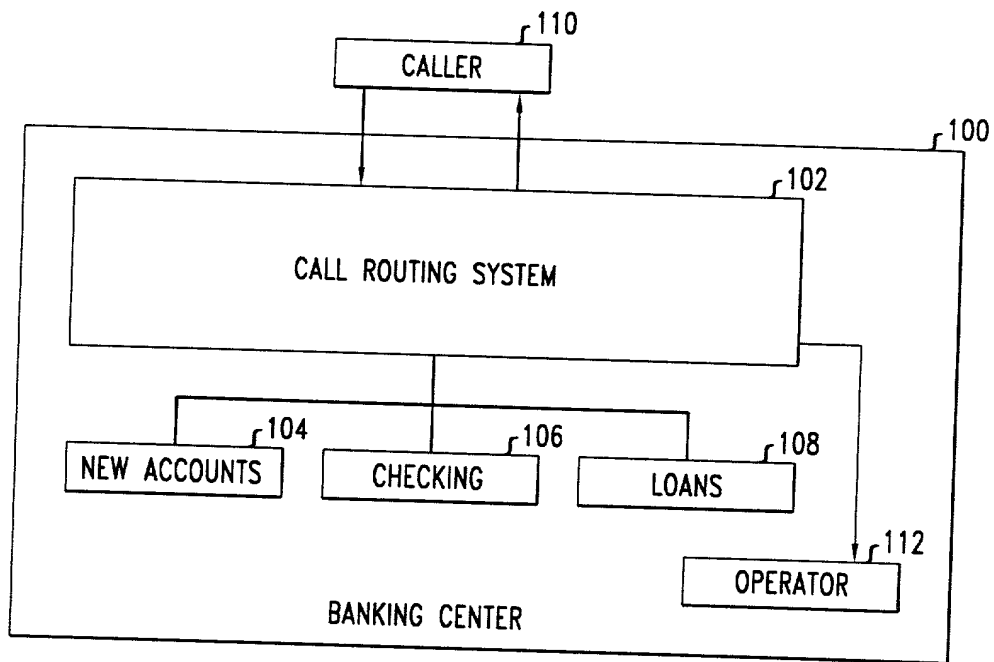 110
CALLER
100
102
CALL ROUTING SYSTEM
104
106
108
NEW ACCOUNTS
CHECKING
LOANS
112
OPERATOR
BANKING CENTER